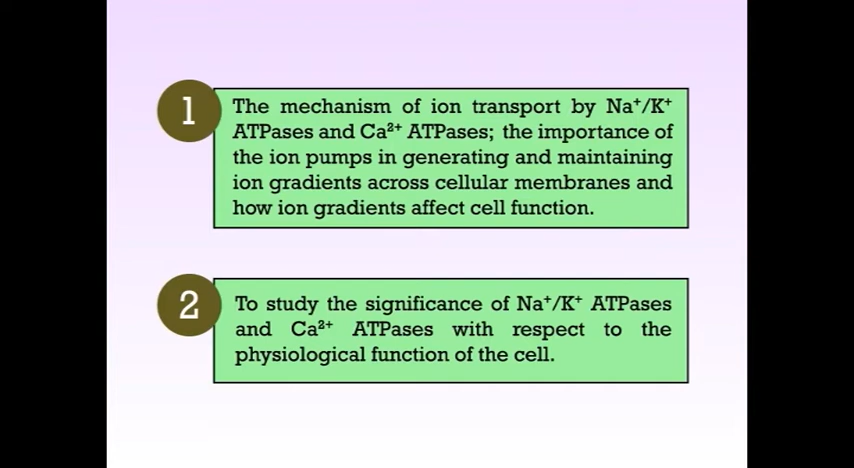 1
The mechanism of ion transport by Na⁺/K⁺
ATPases and Ca²⁺ ATPases; the importance of
the ion pumps in generating and maintaining
ion gradients across cellular membranes and
how ion gradients affect cell function.
2
To study the significance of Na⁺/K⁺ ATPases
and Ca²⁺ ATPases with respect to the
physiological function of the cell.